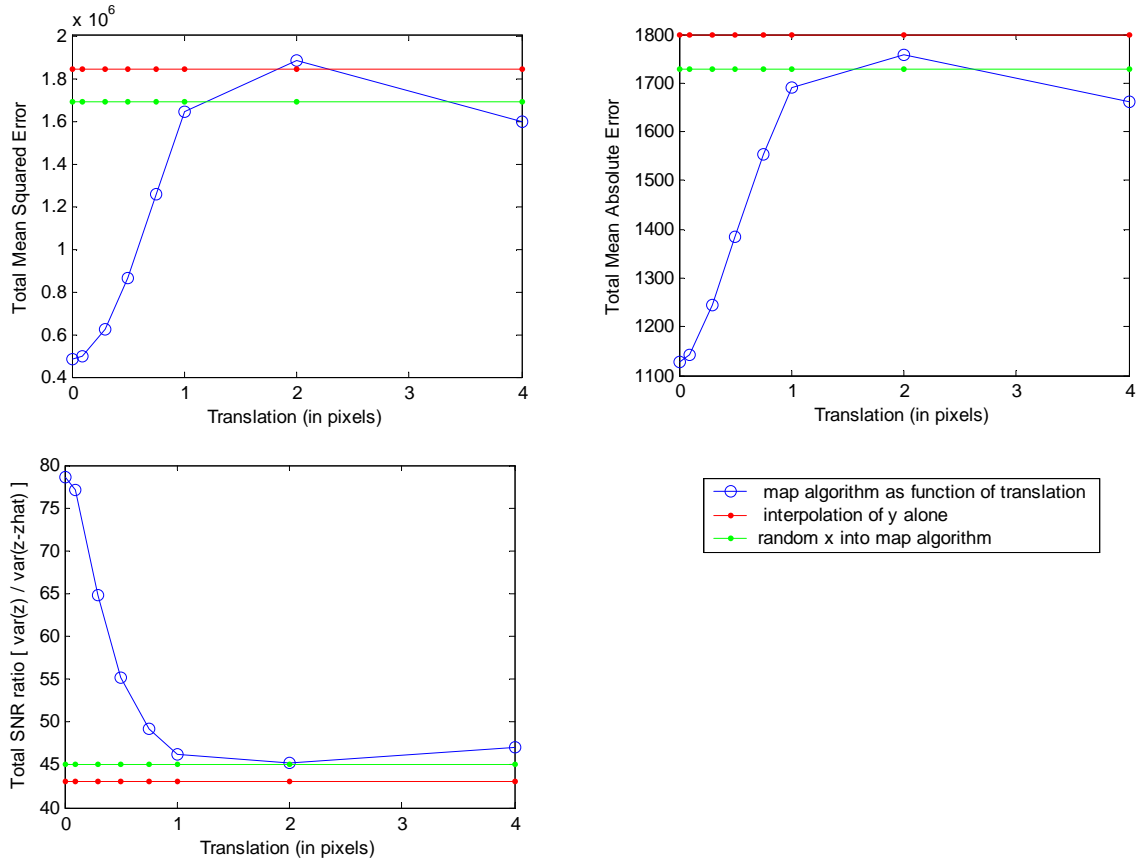 x 10^6
2
1.8
1.6
1.4
1.2
1
0.8
0.6
0.4
0 1 2 3 4
Total Mean Squared Error
Translation (in pixels)
1800
1700
1600
1500
1400
1300
1200
1100
0 1 2 3 4
Total Mean Absolute Error
Translation (in pixels)
80
75
70
65
60
55
50
45
40
0 1 2 3 4
Total SNR ratio [ var(z) / var(z-zhat) ]
Translation (in pixels)
map algorithm as function of translation
interpolation of y alone
random x into map algorithm